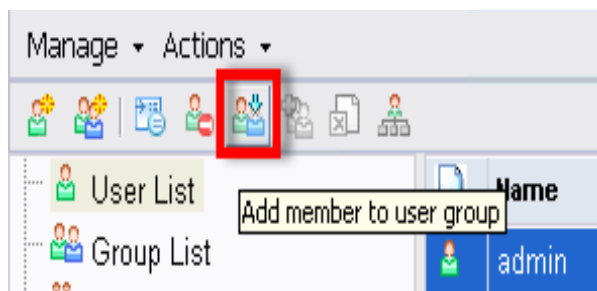 Manage Actions
User List
Add member to user group
Name
Group List
admin